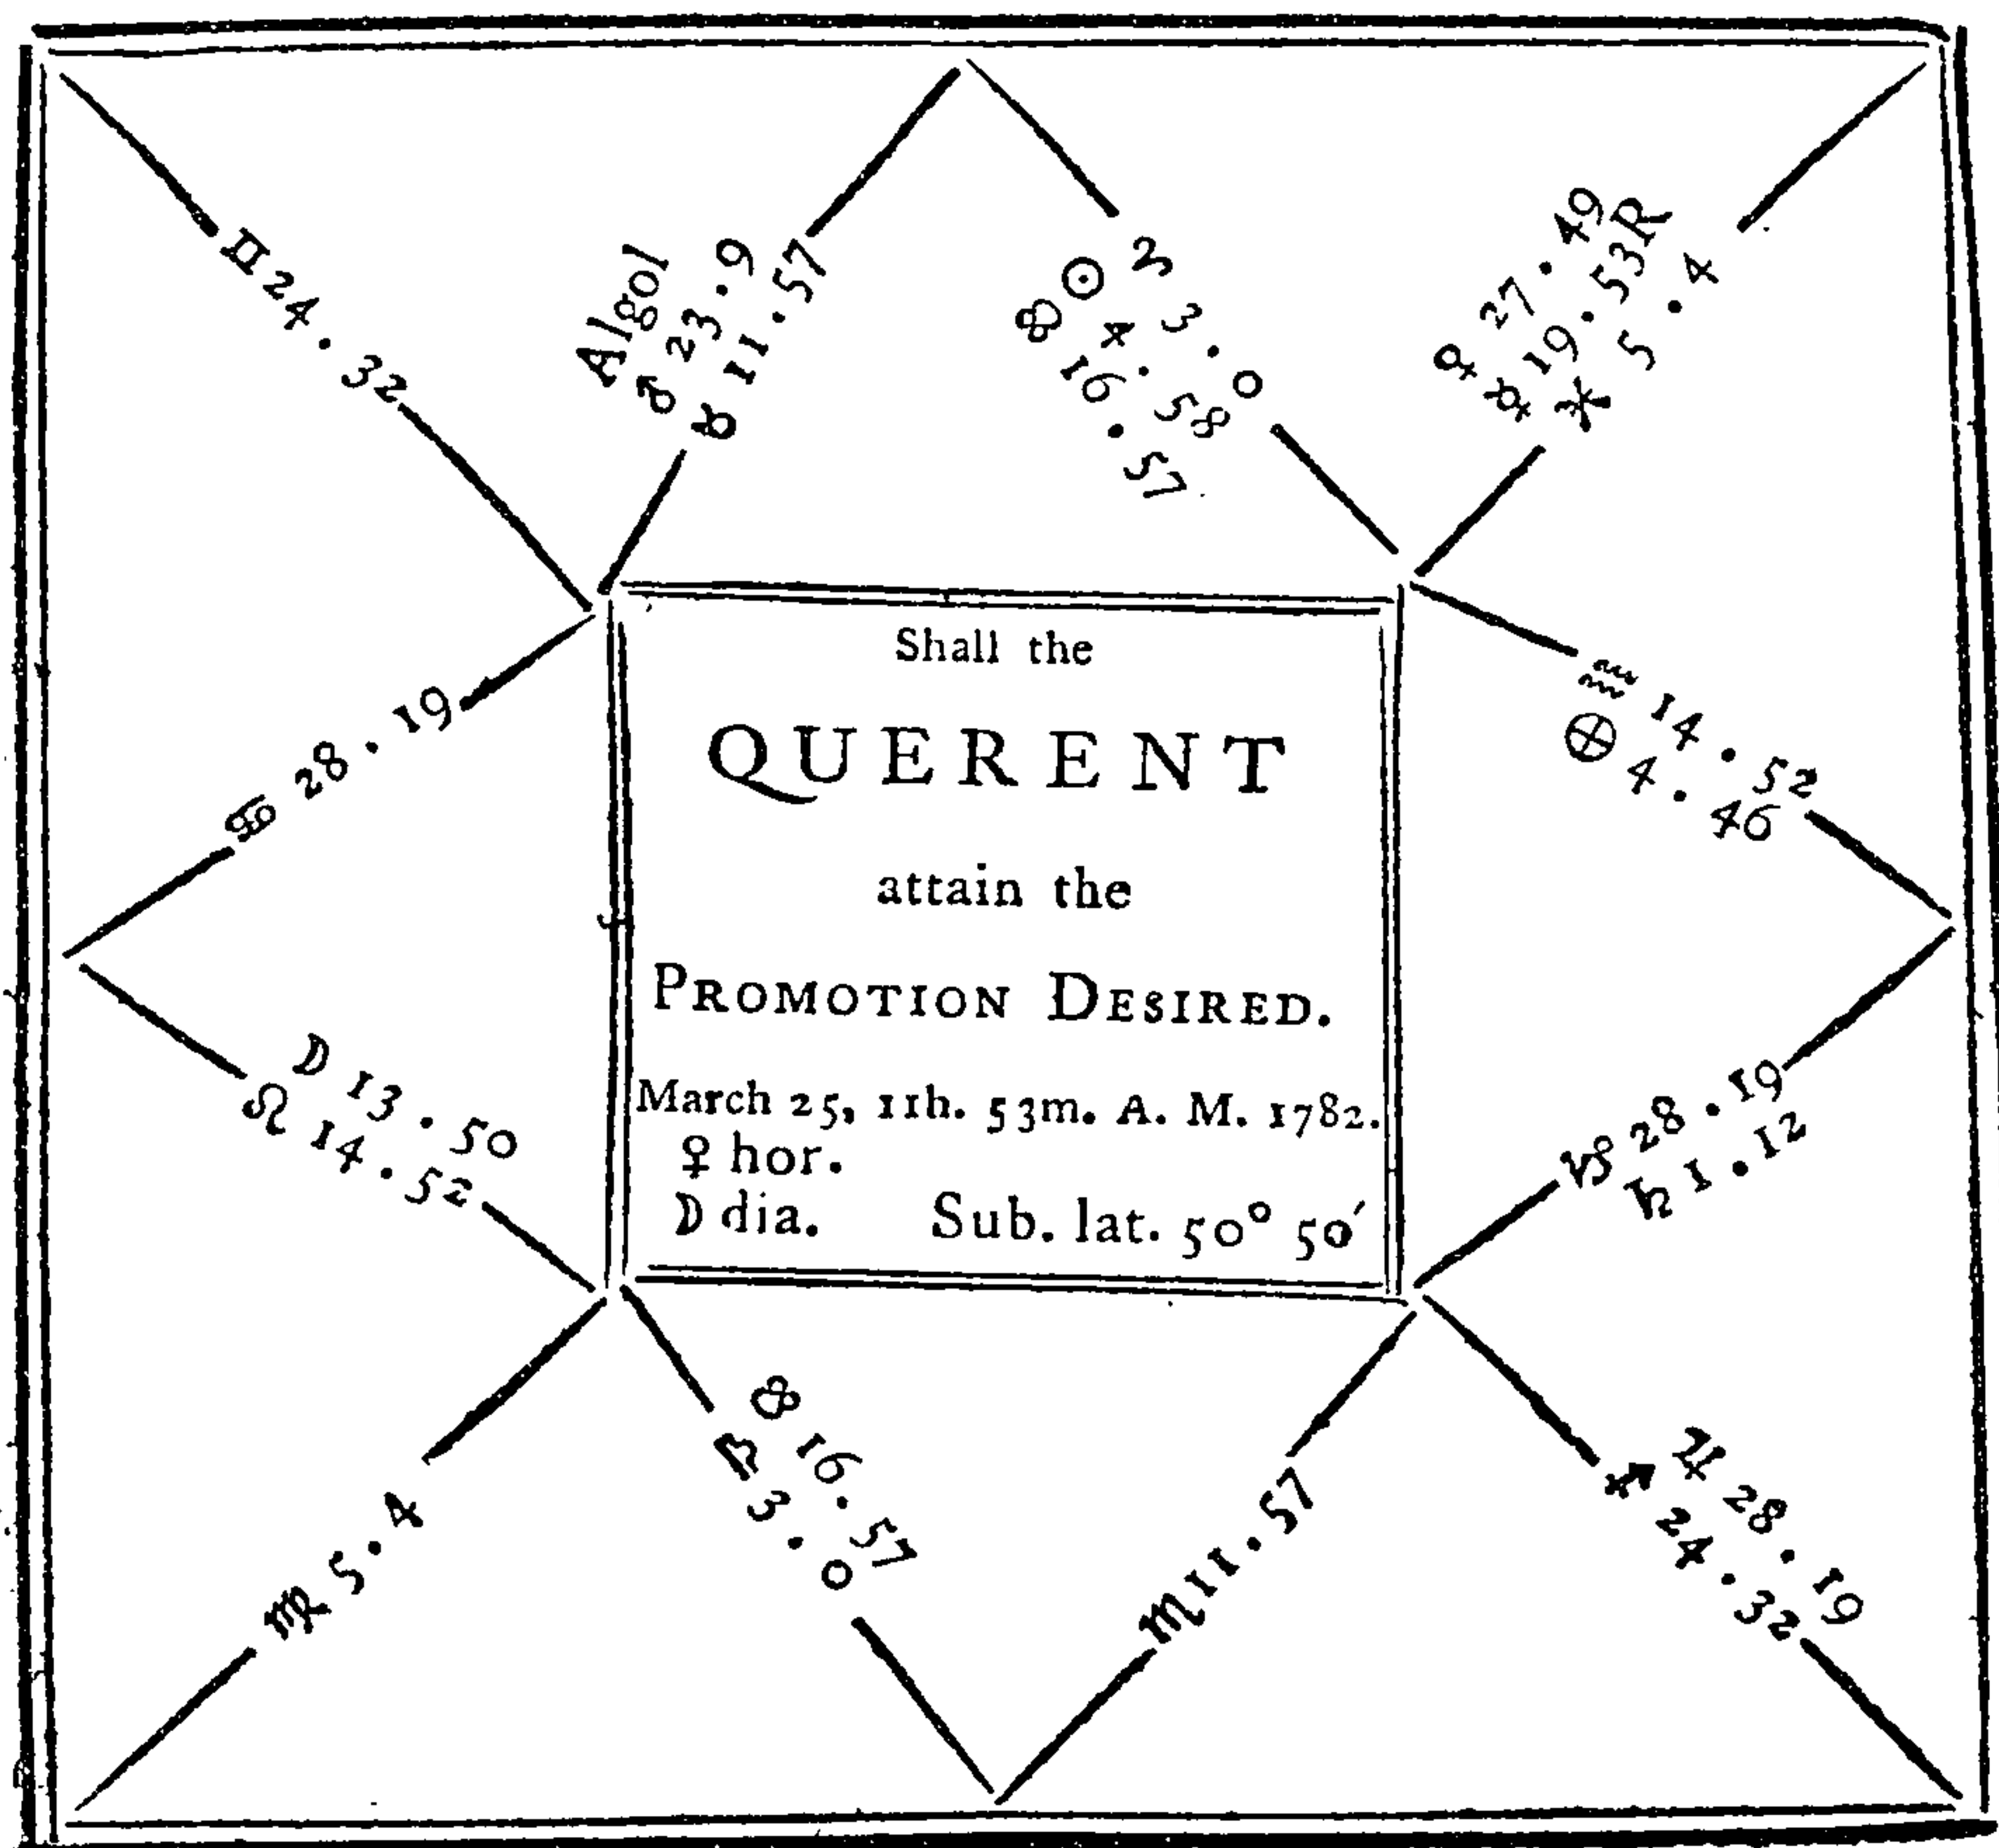 ♊ 24 . 32
Algol
♂ 23 . 9
♉ 11 . 57
3 . 0
☉ 4 . 58
16 . 57
♀ 27 . 49
☿ 19 . 53R
5 . 4
♋ 28 . 19
♒ 14 . 52
⊗ 4 . 46
Shall the
QUERENT
attain the
PROMOTION DESIRED.
March 25, 11h. 53m. A. M. 1782.
♀ hor.
☽ dia. Sub. lat. 50° 50′
☽ 13 . 50
♌ 14 . 52
♑ 28 . 19
♄ 1 . 12
♍ 5 . 4
16 . 57
3 . 0
♏ 11 . 57
♃ 28 . 19
♐ 24 . 32